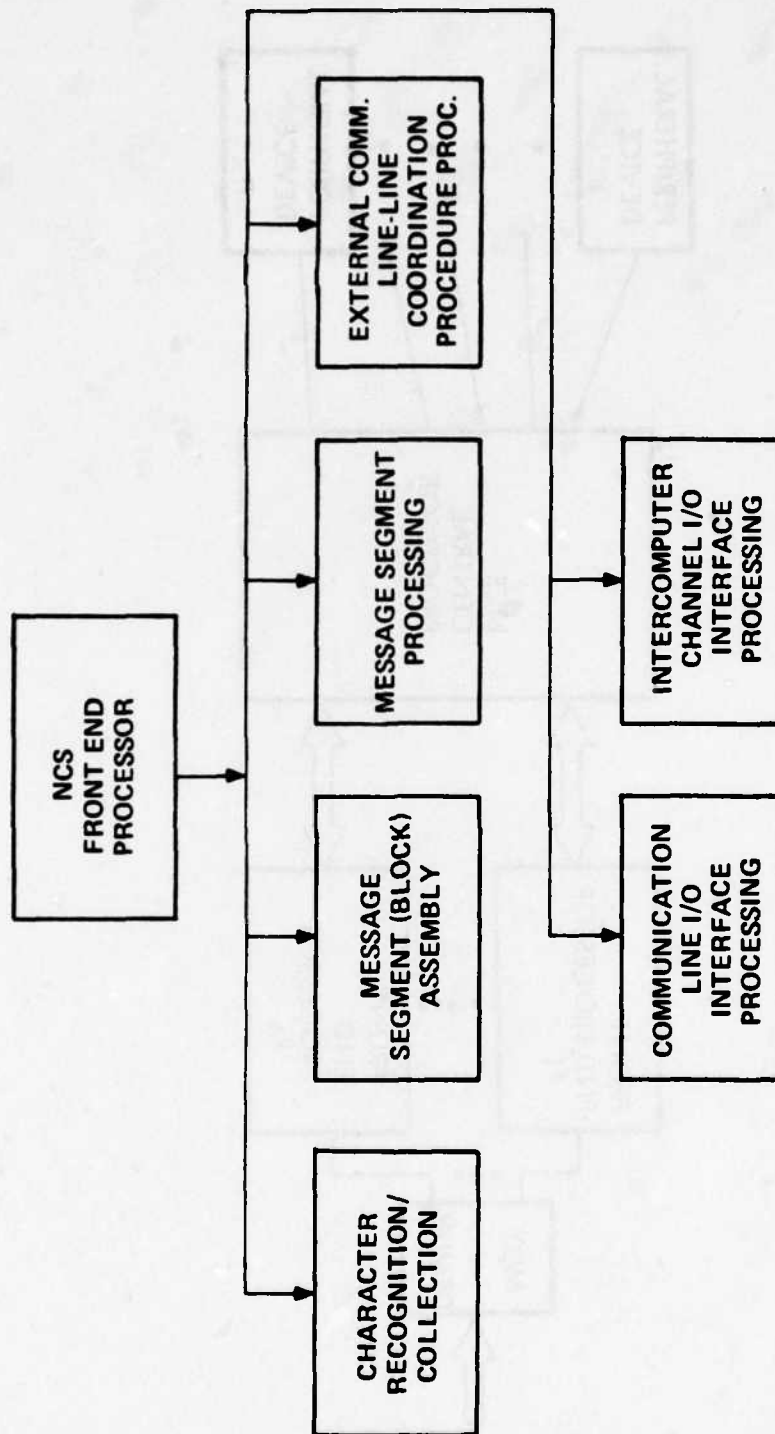 NCS
FRONT END
PROCESSOR
CHARACTER
RECOGNITION/
COLLECTION
MESSAGE
SEGMENT (BLOCK)
ASSEMBLY
MESSAGE SEGMENT
PROCESSING
EXTERNAL COMM.
LINE-LINE
COORDINATION
PROCEDURE PROC.
COMMUNICATION
LINE I/O
INTERFACE
PROCESSING
INTERCOMPUTER
CHANNEL I/O
INTERFACE
PROCESSING